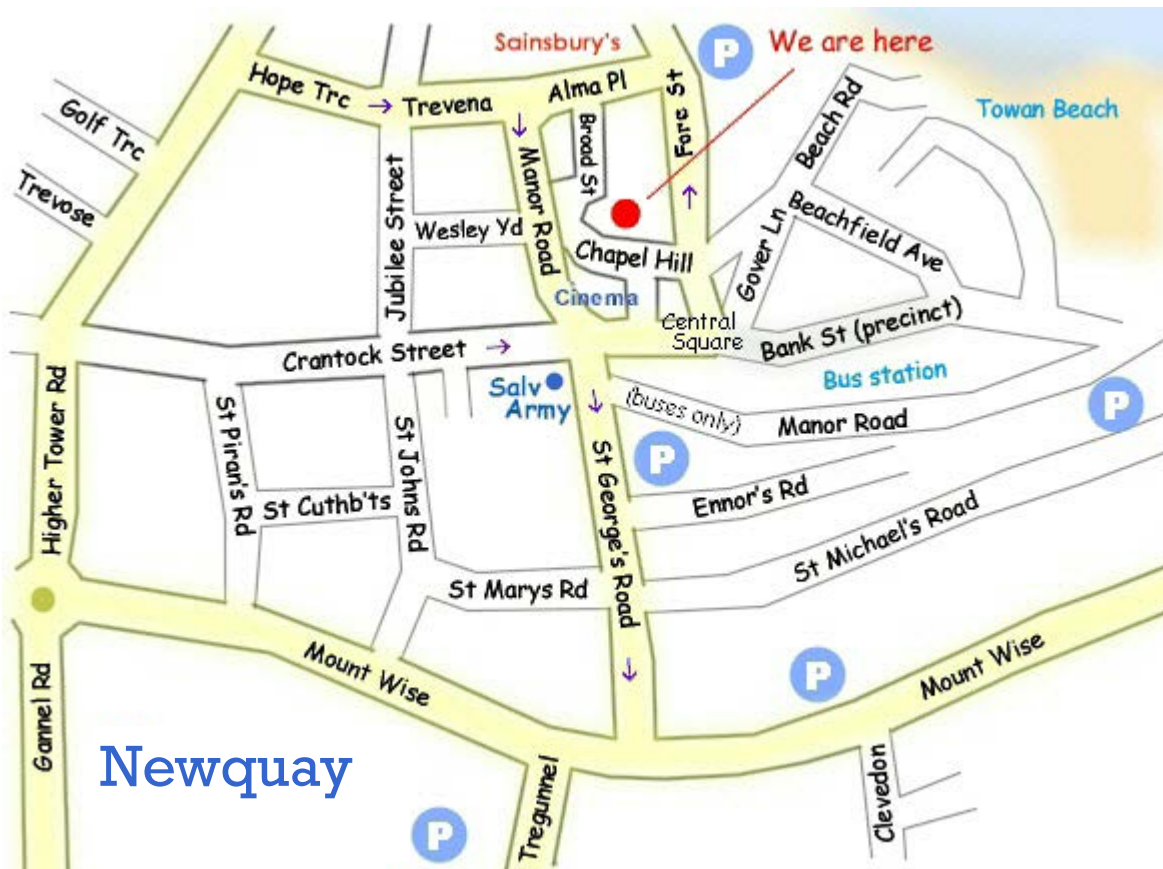 Sainsbury's
P
We are here
Hope Trc
Trevena
Alma Pl
Fore St
Broad St
Beach Rd
Towan Beach
Golf Trc
Trevose
Jubilee Street
Wesley Yd
Manor Road
Chapel Hill
Gover Ln
Beachfield Ave
Cinema
Central
Square
Bank St (precinct)
Crantock Street
Bus station
Salv
Army
(buses only)
Manor Road
P
P
Higher Tower Rd
St Piran's Rd
St Johns Rd
St Cuthb'ts
St George's Road
Ennor's Rd
St Michael's Road
St Marys Rd
Mount Wise
Mount Wise
P
Gannel Rd
Newquay
Tregunnel
Clevedon
P